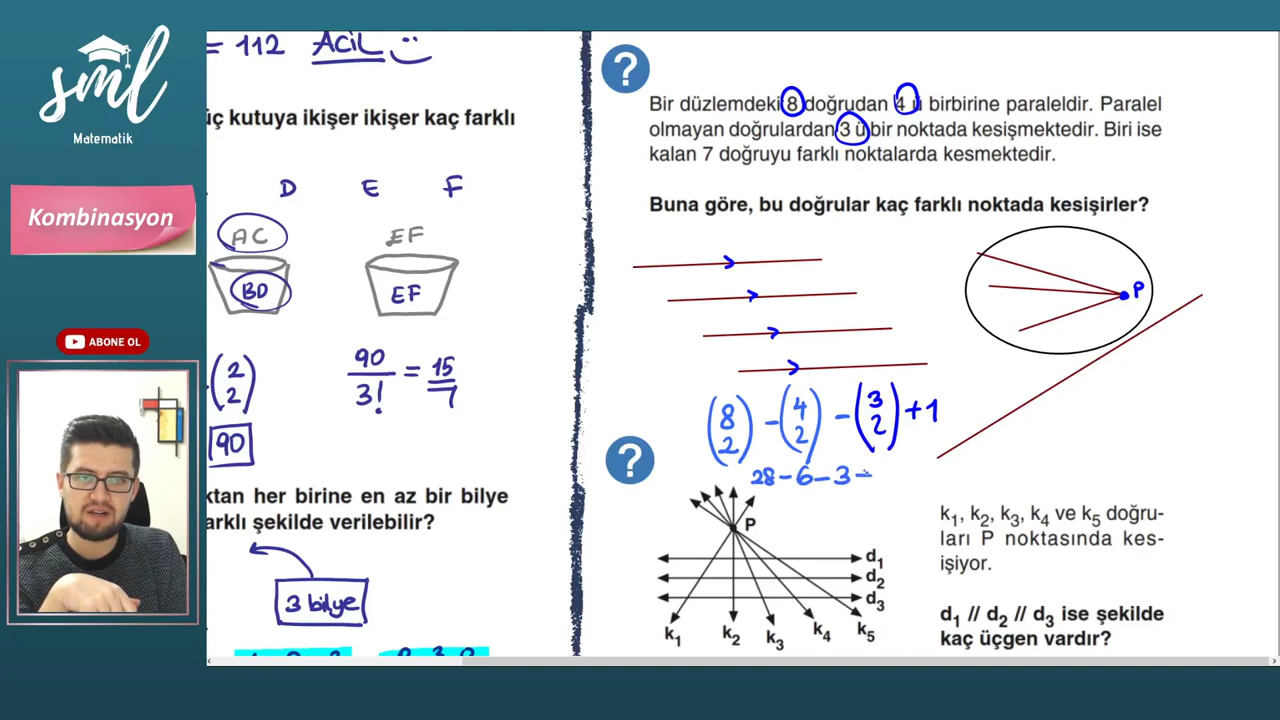 sml
Matematik
Kombinasyon
ABONE OL
= 112 ACİL
üç kutuya ikişer ikişer kaç farklı
D E F
AC EF
BD EF
(2 2)
90/3! = 15
90
ktan her birine en az bir bilye
arklı şekilde verilebilir?
3 bilye
?
Bir düzlemdeki 8 doğrudan 4 ü birbirine paraleldir. Paralel
olmayan doğrulardan 3 ü bir noktada kesişmektedir. Biri ise
kalan 7 doğruyu farklı noktalarda kesmektedir.
Buna göre, bu doğrular kaç farklı noktada kesişirler?
P
(8 2) - (4 2) - (3 2) + 1
28 - 6 - 3
?
P
d1
d2
d3
k1 k2 k3 k4 k5
k1, k2, k3, k4 ve k5 doğru-
ları P noktasında kes-
işiyor.
d1 // d2 // d3 ise şekilde
kaç üçgen vardır?